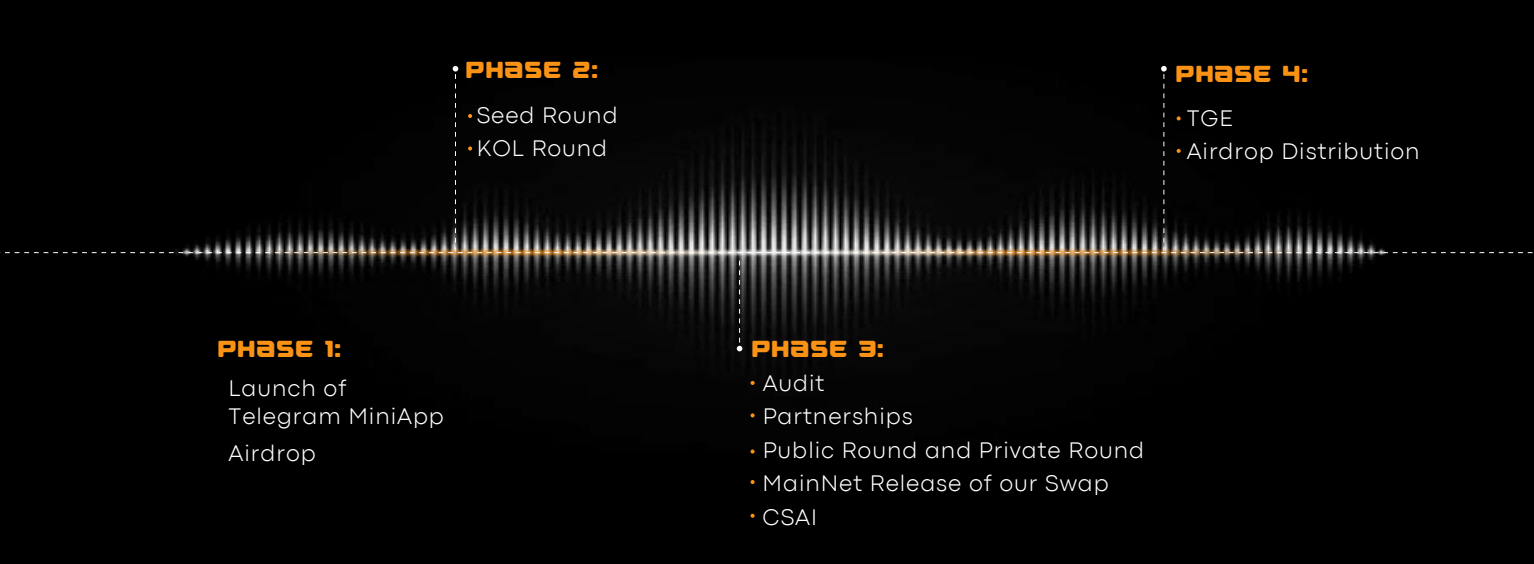 PHASE 1:
Launch of
Telegram MiniApp
Airdrop
PHASE 2:
• Seed Round
• KOL Round
PHASE 3:
• Audit
• Partnerships
• Public Round and Private Round
• MainNet Release of our Swap
• CSAI
PHASE 4:
• TGE
• Airdrop Distribution